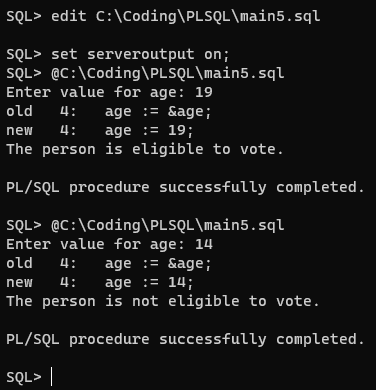 SQL> edit C:\Coding\PLSQL\main5.sql
SQL> set serveroutput on;
SQL> @C:\Coding\PLSQL\main5.sql
Enter value for age: 19
old   4:   age := &age;
new   4:   age := 19;
The person is eligible to vote.
PL/SQL procedure successfully completed.
SQL> @C:\Coding\PLSQL\main5.sql
Enter value for age: 14
old   4:   age := &age;
new   4:   age := 14;
The person is not eligible to vote.
PL/SQL procedure successfully completed.
SQL>